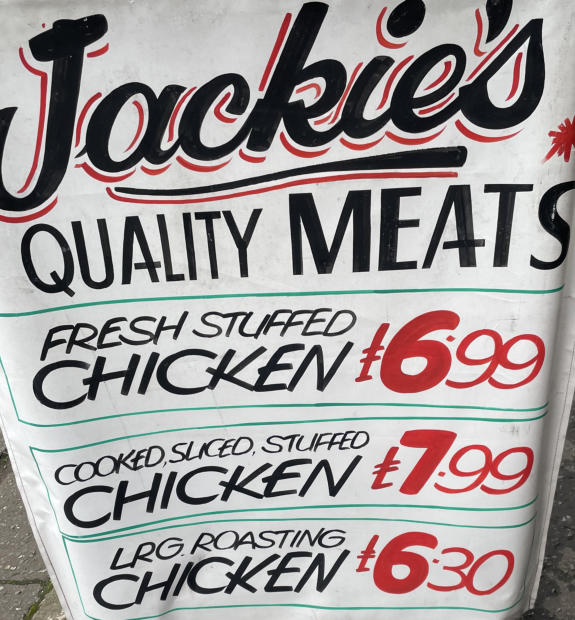 Jackie's
QUALITY MEATS
FRESH STUFFED
CHICKEN £6.99
COOKED, SLICED, STUFFED
CHICKEN £7.99
LRG. ROASTING
CHICKEN £6.30